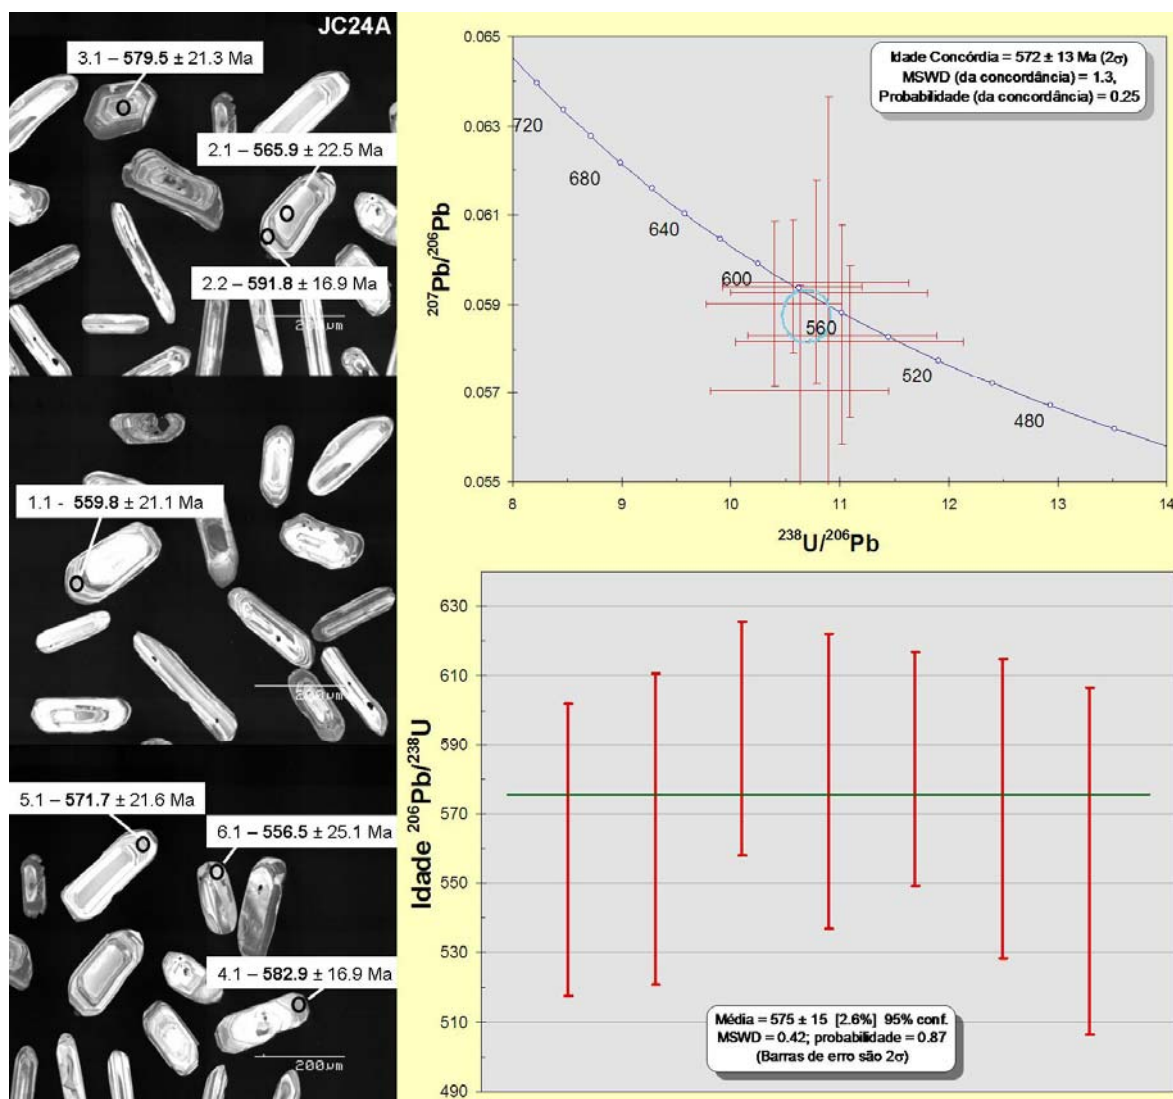 JC24A
3.1 – 579.5 ± 21.3 Ma
2.1 – 565.9 ± 22.5 Ma
2.2 – 591.8 ± 16.9 Ma
200μm
1.1 - 559.8 ± 21.1 Ma
200μm
5.1 – 571.7 ± 21.6 Ma
6.1 – 556.5 ± 25.1 Ma
4.1 – 582.9 ± 16.9 Ma
200μm
Idade Concórdia = 572 ± 13 Ma (2σ)
MSWD (da concordância) = 1.3,
Probabilidade (da concordância) = 0.25
0.065
0.063
0.061
0.059
0.057
0.055
207Pb/206Pb
720
680
640
600
560
520
480
8 9 10 11 12 13 14
238U/206Pb
630
610
590
570
550
530
510
490
Idade 206Pb/238U
Média = 575 ± 15 [2.6%] 95% conf.
MSWD = 0.42; probabilidade = 0.87
(Barras de erro são 2σ)